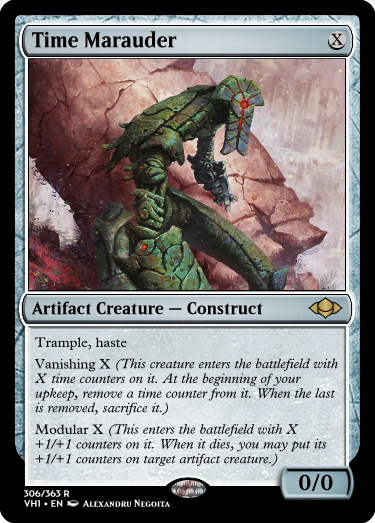 Time Marauder X
Artifact Creature — Construct
Trample, haste
Vanishing X (This creature enters the battlefield with
X time counters on it. At the beginning of your
upkeep, remove a time counter from it. When the last
is removed, sacrifice it.)
Modular X (This enters the battlefield with X
+1/+1 counters on it. When it dies, you may put its
+1/+1 counters on target artifact creature.)
0/0
306/363 R
VH1 • EN Alexandru Negoita